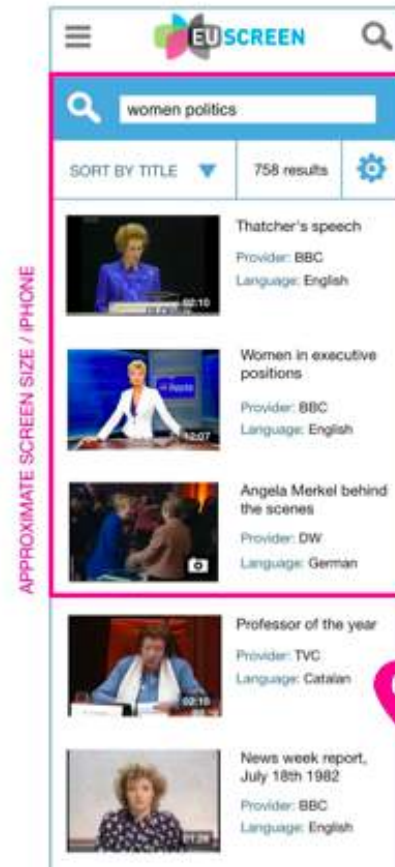 EUSCREEN
women politics
SORT BY TITLE
758 results
APPROXIMATE SCREEN SIZE / iPHONE
Thatcher's speech
Provider: BBC
Language: English
02:10
Women in executive
positions
Provider: BBC
Language: English
12:07
Angela Merkel behind
the scenes
Provider: DW
Language: German
Professor of the year
Provider: TVC
Language: Catalan
02:10
News week report,
July 18th 1982
Provider: BBC
Language: English